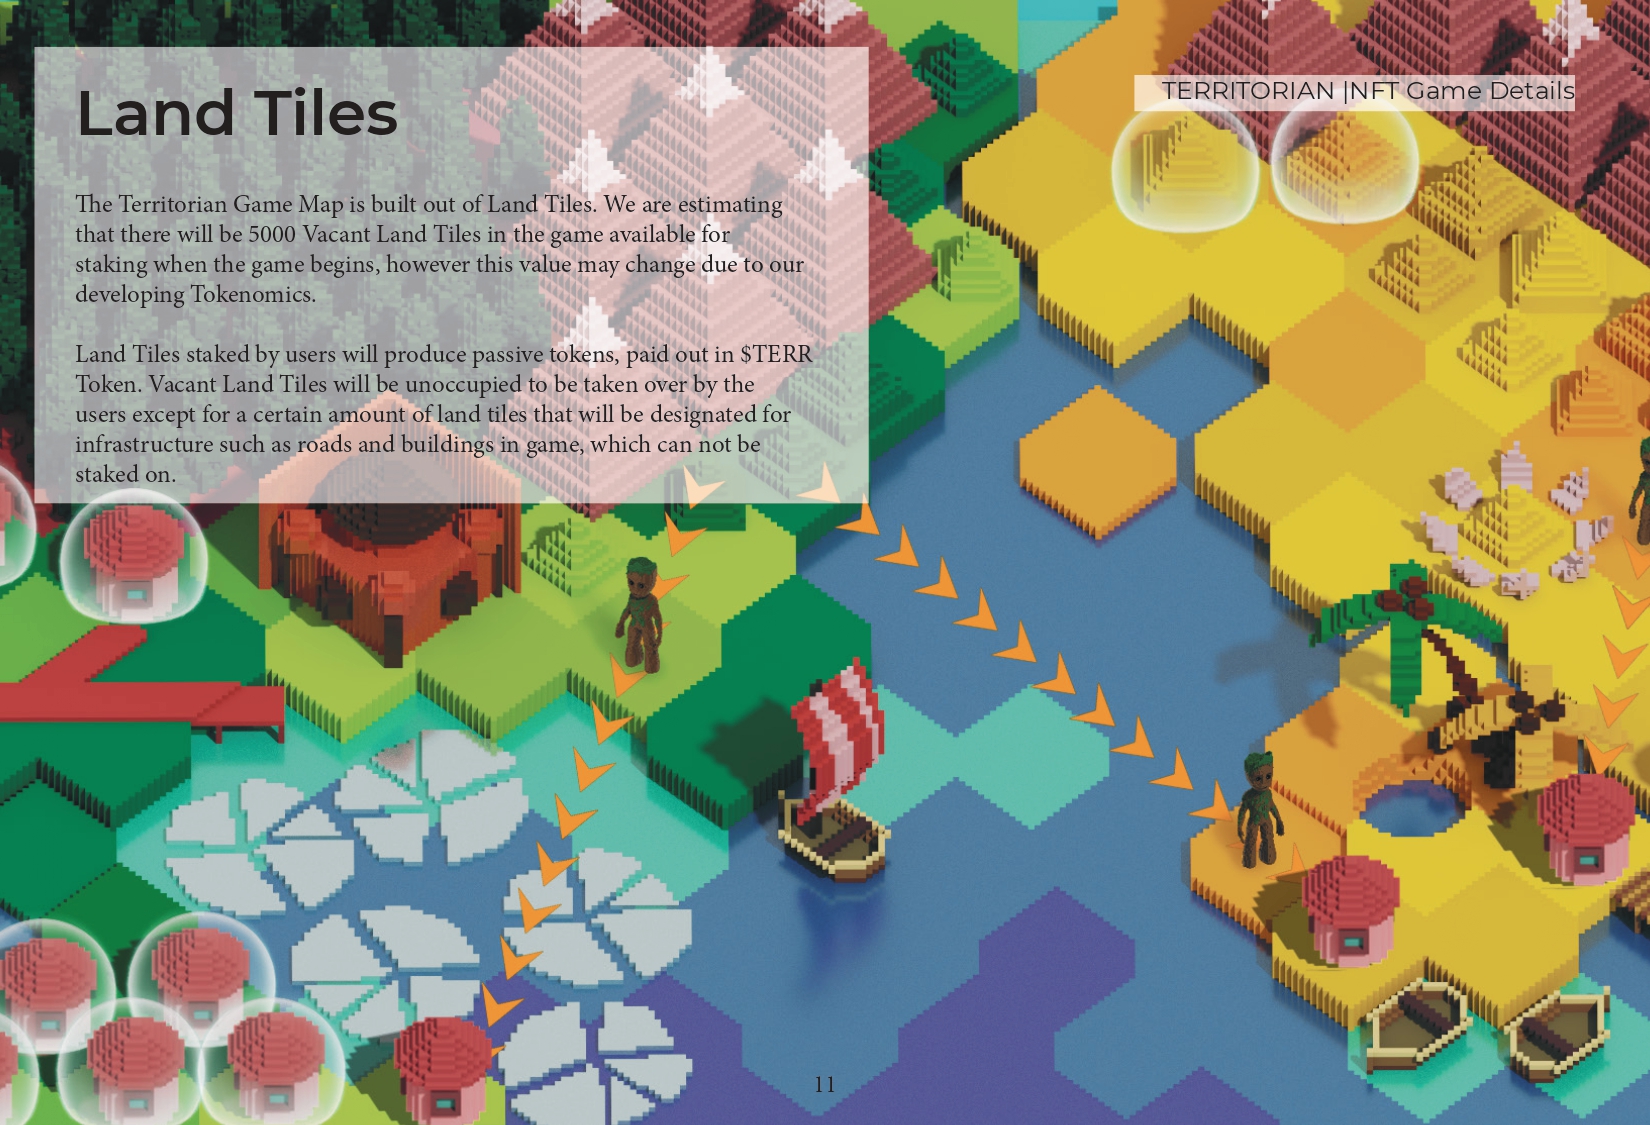 Land Tiles
TERRITORIAN |NFT Game Details
The Territorian Game Map is built out of Land Tiles. We are estimating
that there will be 5000 Vacant Land Tiles in the game available for
staking when the game begins, however this value may change due to our
developing Tokenomics.
Land Tiles staked by users will produce passive tokens, paid out in $TERR
Token. Vacant Land Tiles will be unoccupied to be taken over by the
users except for a certain amount of land tiles that will be designated for
infrastructure such as roads and buildings in game, which can not be
staked on.
11